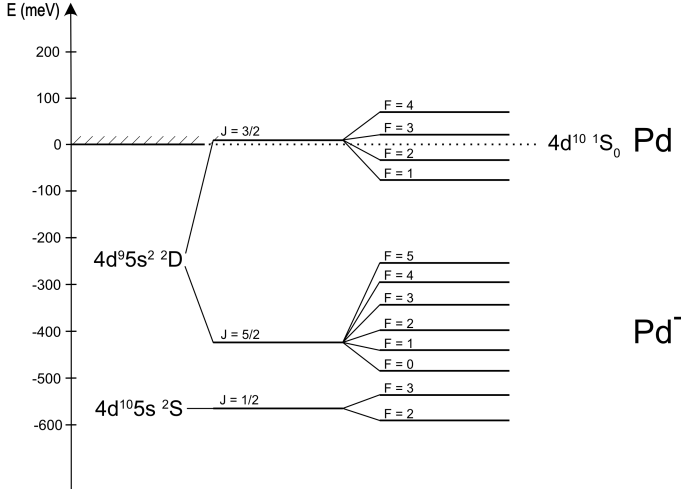 E (meV)
200
100
0
-100
-200
-300
-400
-500
-600
4d⁹5s² ²D
4d¹⁰5s ²S
J = 3/2
J = 5/2
J = 1/2
F = 4
F = 3
F = 2
F = 1
F = 5
F = 4
F = 3
F = 2
F = 1
F = 0
F = 3
F = 2
4d¹⁰ ¹S₀ Pd
Pd⁻